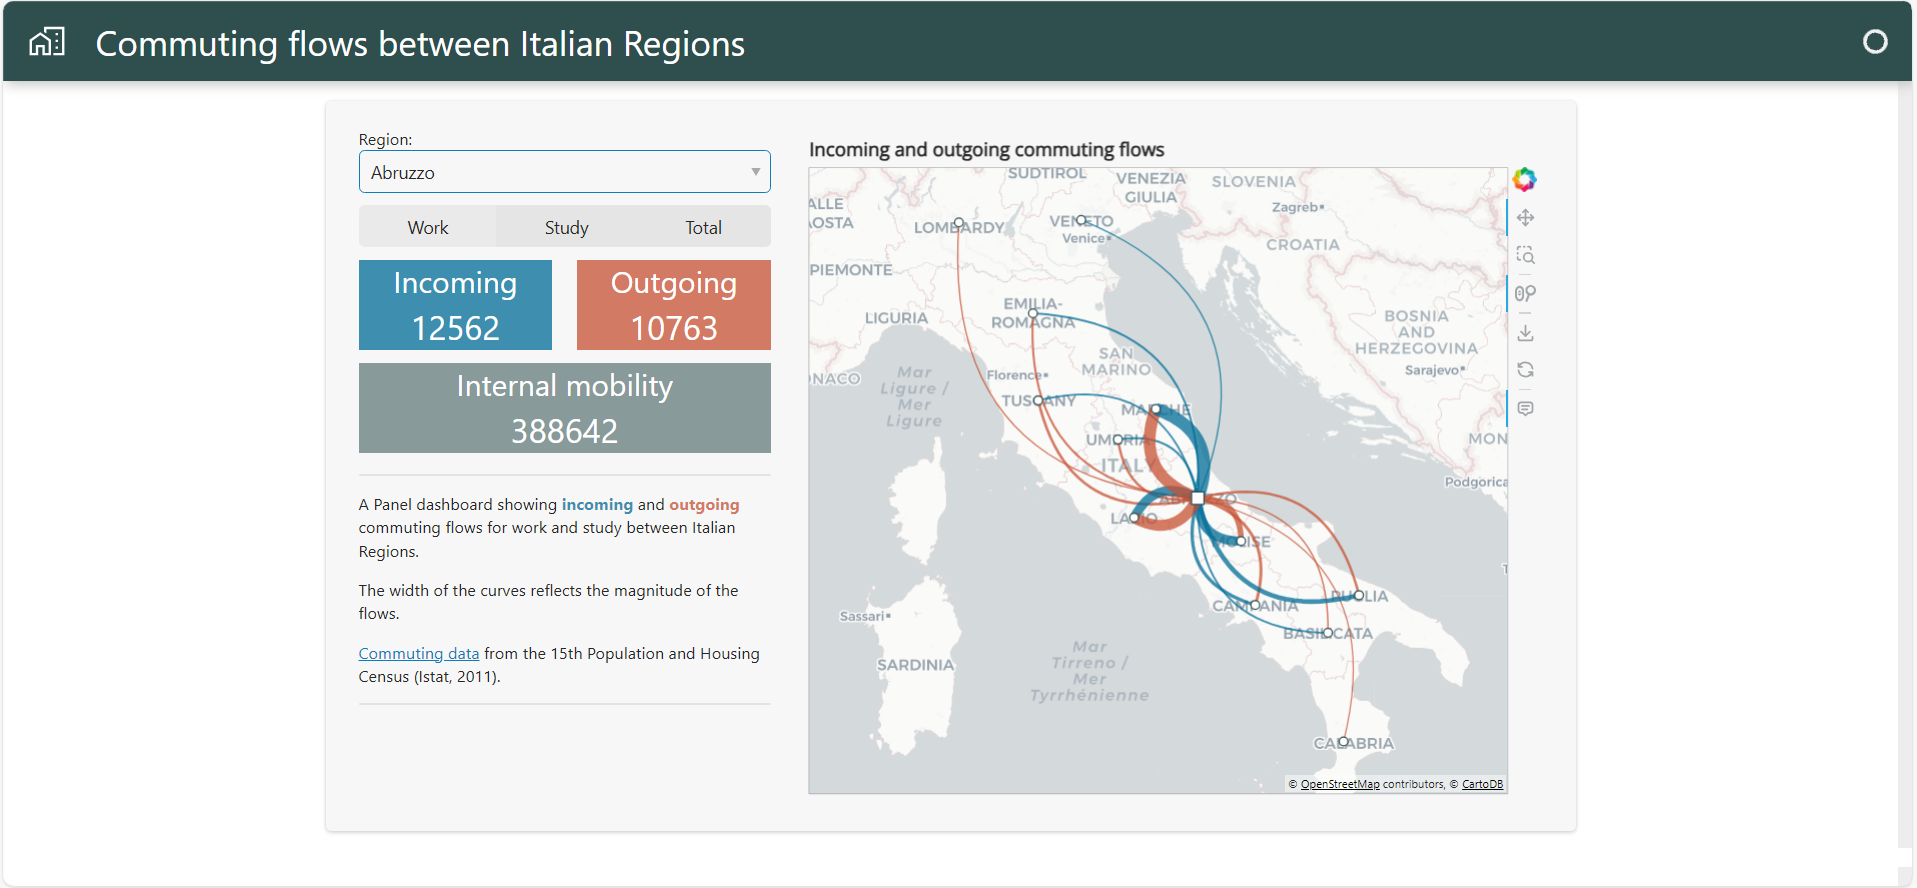 Commuting flows between Italian Regions
Region:
Abruzzo
Work Study Total
Incoming
12562
Outgoing
10763
Internal mobility
388642
A Panel dashboard showing incoming and outgoing
commuting flows for work and study between Italian
Regions.
The width of the curves reflects the magnitude of the
flows.
Commuting data from the 15th Population and Housing
Census (Istat, 2011).
Incoming and outgoing commuting flows
SÜDTIROL
VENEZIA
GIULIA
SLOVENIA
Zagreb
ALLE
OSTA
LOMBARDY
VENETO
Venice
CROATIA
PIEMONTE
EMILIA-
ROMAGNA
LIGURIA
BOSNIA
AND
HERZEGOVINA
SAN
MARINO
Sarajevo
NACO
Mar
Ligure /
Mer
Ligure
Florence
TUSCANY
MARCHE
UMBRIA
MON
ITALY
Podgorica
ABRUZZO
LAZIO
MOLISE
CAMPANIA
PUGLIA
Sassari
BASILICATA
SARDINIA
Mar
Tirreno /
Mer
Tyrrhénienne
CALABRIA
© OpenStreetMap contributors, © CartoDB